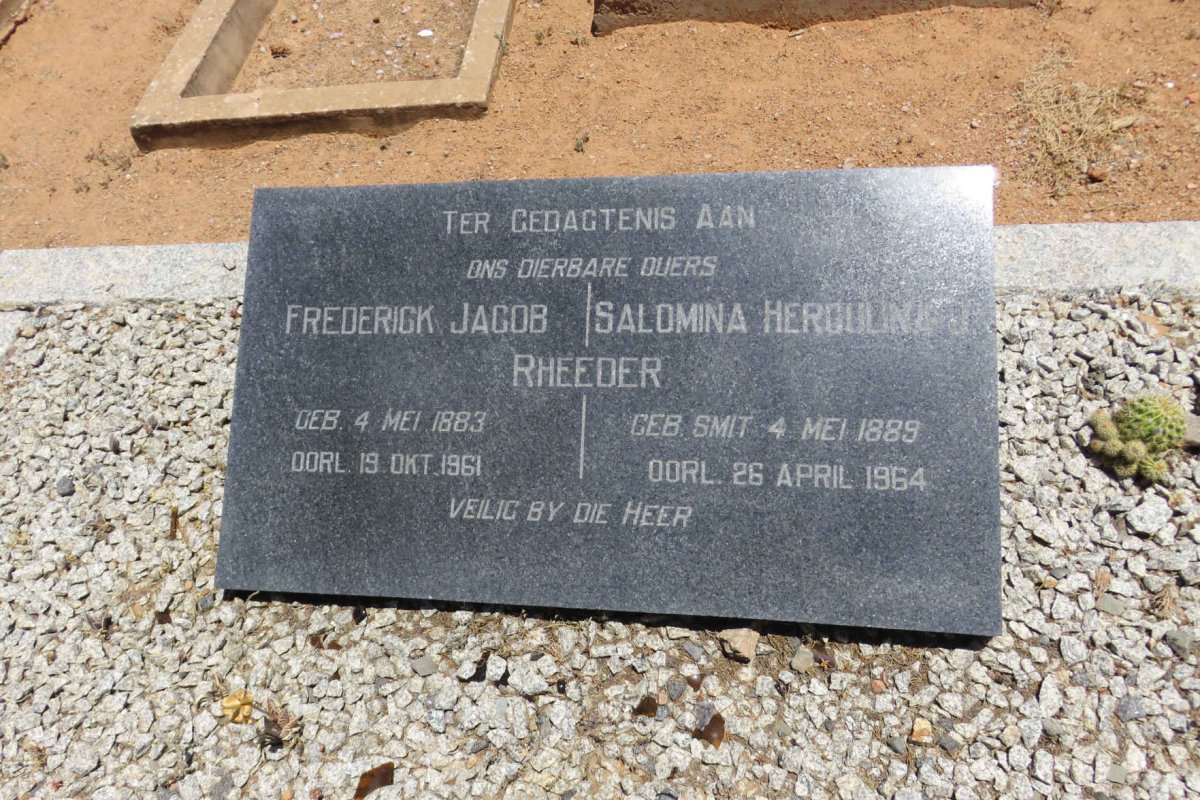 TER GEDAGTENIS AAN
ONS DIERBARE OUERS
FREDERICK JACOB | SALOMINA HERCULINA J
RHEEDER
GEB. 4 MEI 1883 | GEB. SMIT 4 MEI 1889
OORL. 19 OKT. 1961 | OORL. 26 APRIL 1964
VEILIG BY DIE HEER